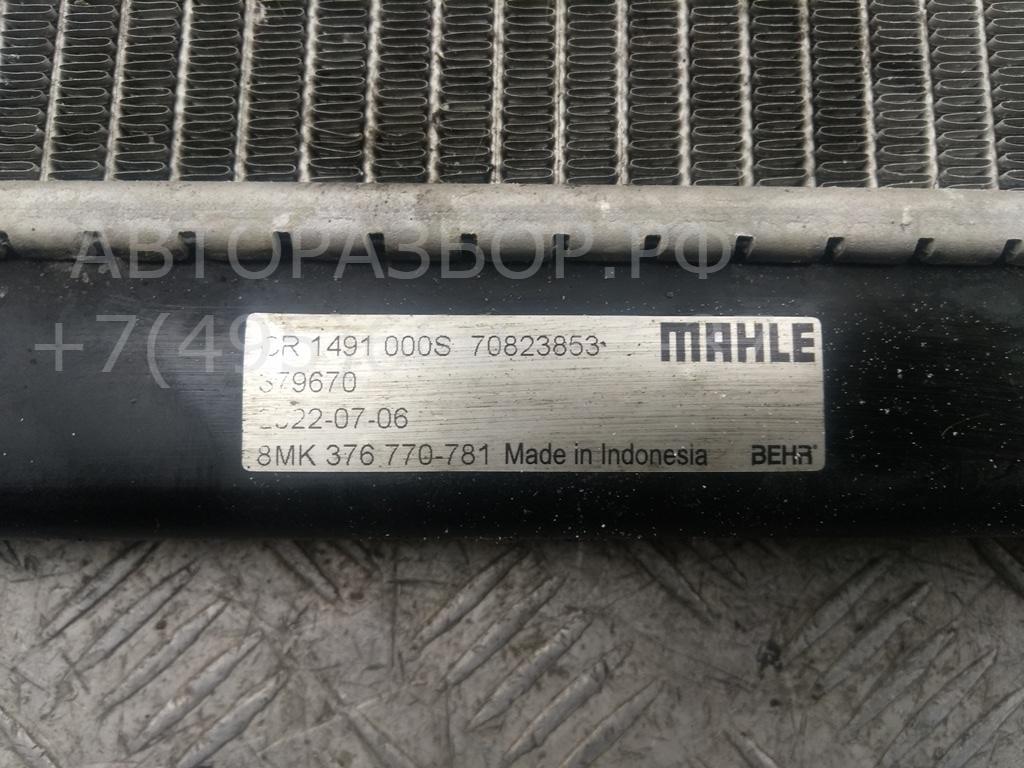 АВТОРАЗБОР.РФ
+7(49
CR 1491 000S 70823853 MAHLE
379670
2022-07-06
8MK 376 770-781 Made in Indonesia BEHR